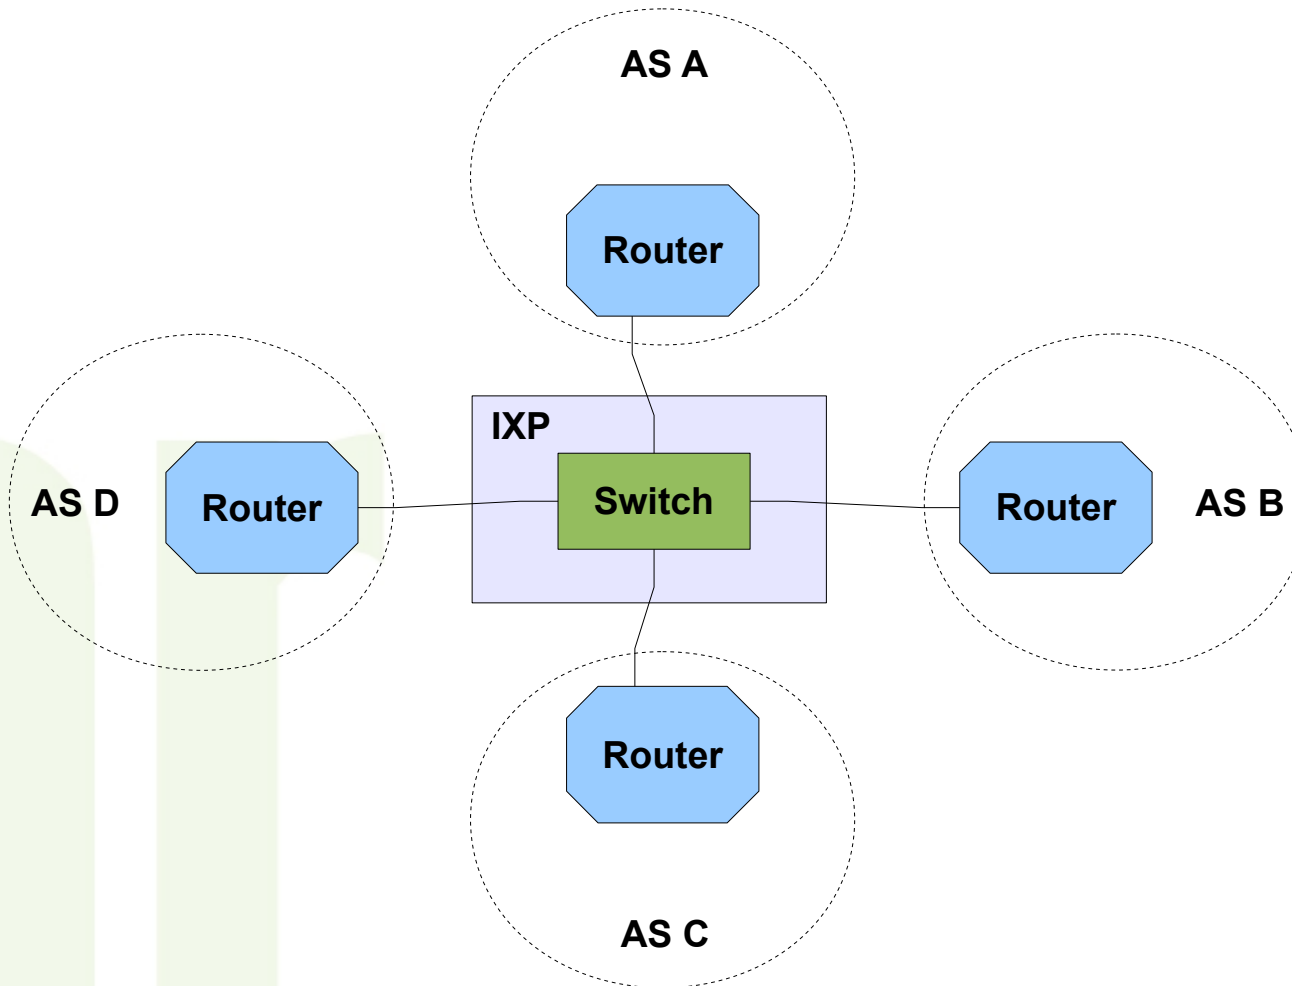 AS A
Router
IXP
AS D
Router
Switch
Router
AS B
Router
AS C